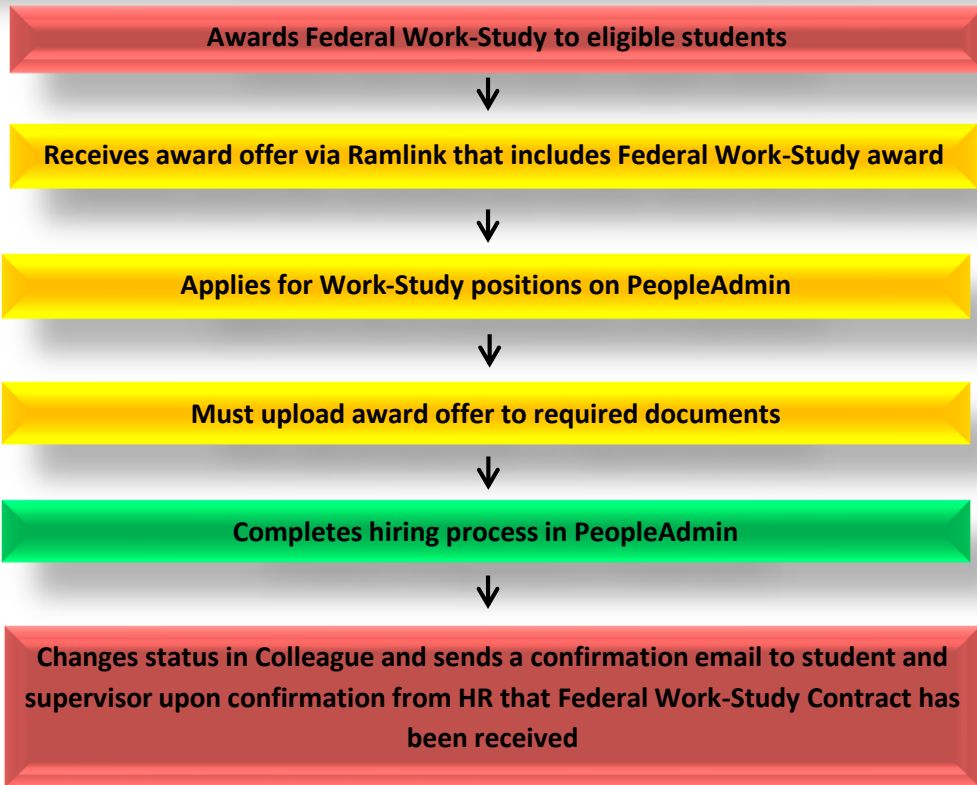 Awards Federal Work-Study to eligible students
Receives award offer via Ramlink that includes Federal Work-Study award
Applies for Work-Study positions on PeopleAdmin
Must upload award offer to required documents
Completes hiring process in PeopleAdmin
Changes status in Colleague and sends a confirmation email to student and
supervisor upon confirmation from HR that Federal Work-Study Contract has
been received